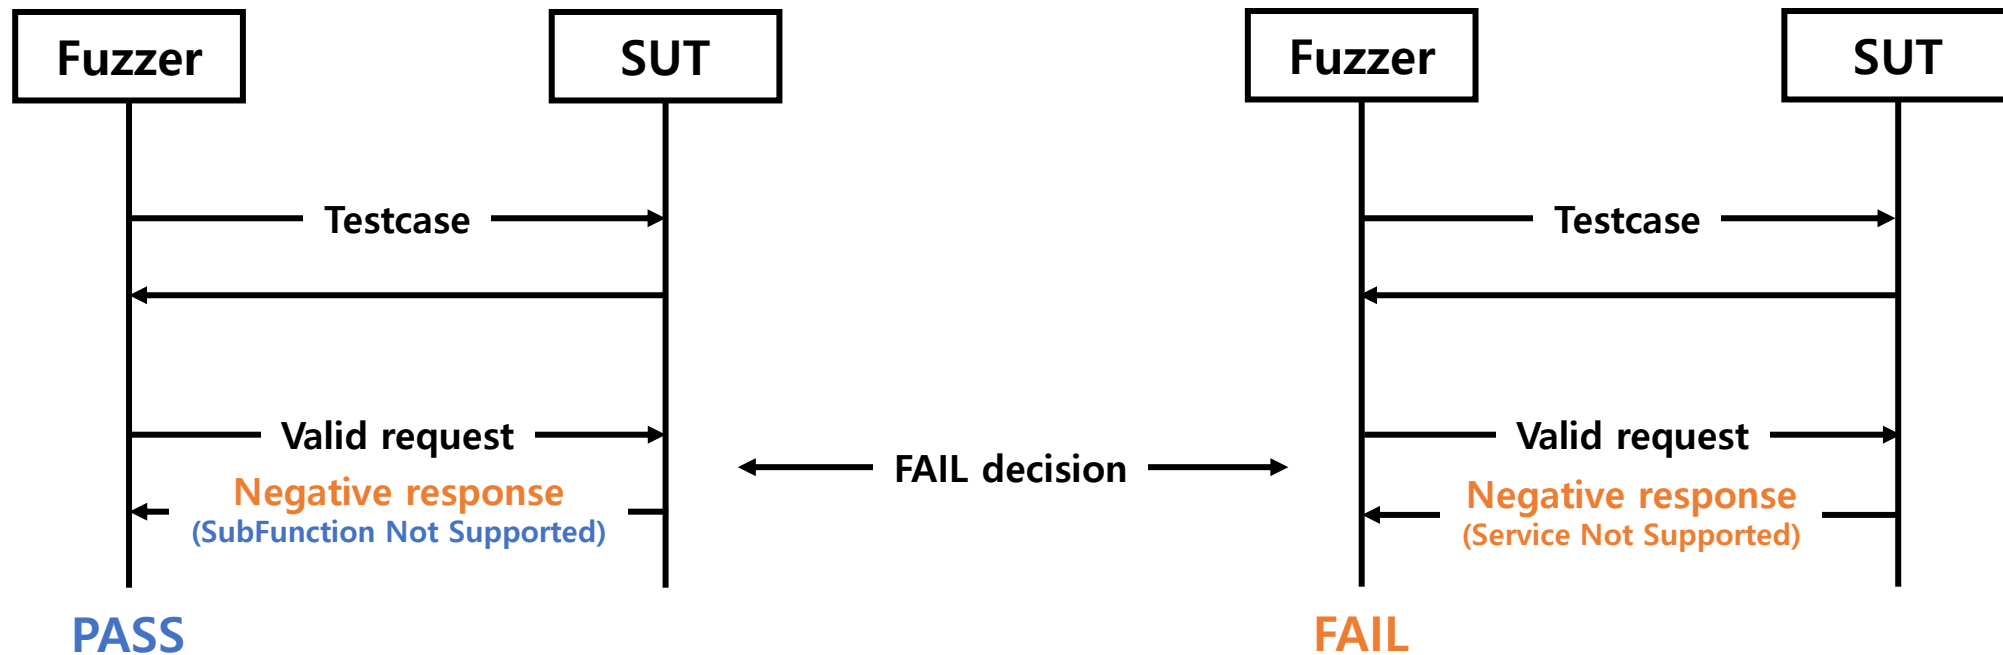 Fuzzer
SUT
Testcase
Valid request
Negative response
(SubFunction Not Supported)
PASS
FAIL decision
Fuzzer
SUT
Testcase
Valid request
Negative response
(Service Not Supported)
FAIL